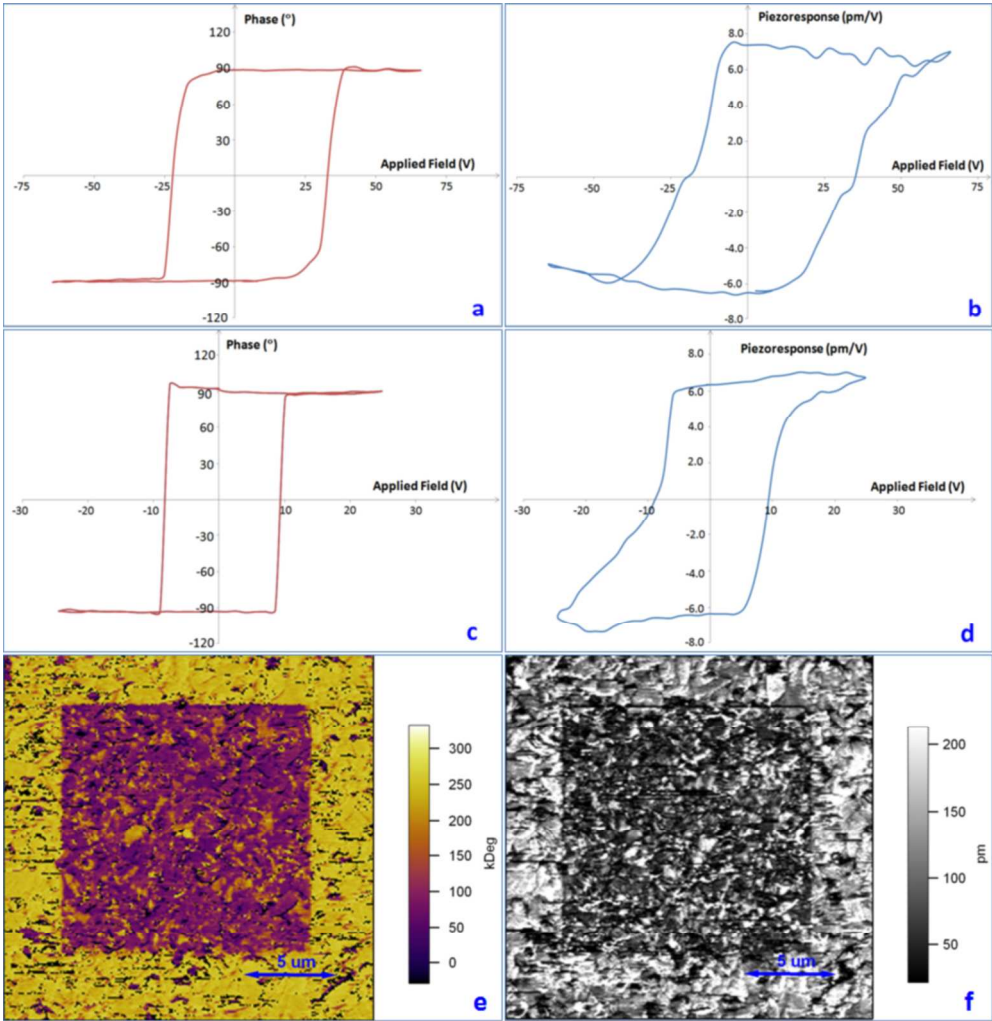 Phase (°)
120
90
60
30
Applied Field (V)
-75 -25 25 50 75
-30
-60
-90
-120
a
Piezoresponse (pm/V)
8.0
6.0
4.0
2.0
Applied Field (V)
-75 -50 -25 25 50 75
-2.0
-4.0
-6.0
-8.0
b
Phase (°)
120
90
60
30
Applied Field (V)
-30 -20 -10 10 20 30
-30
-60
-90
-120
c
Piezoresponse (pm/V)
8.0
6.0
4.0
2.0
Applied Field (V)
-30 -20 -10 10 20 30
-2.0
-4.0
-6.0
-8.0
d
300
250
200
150
100
50
0
kDeg
5 um
e
200
150
100
50
pm
5 um
f